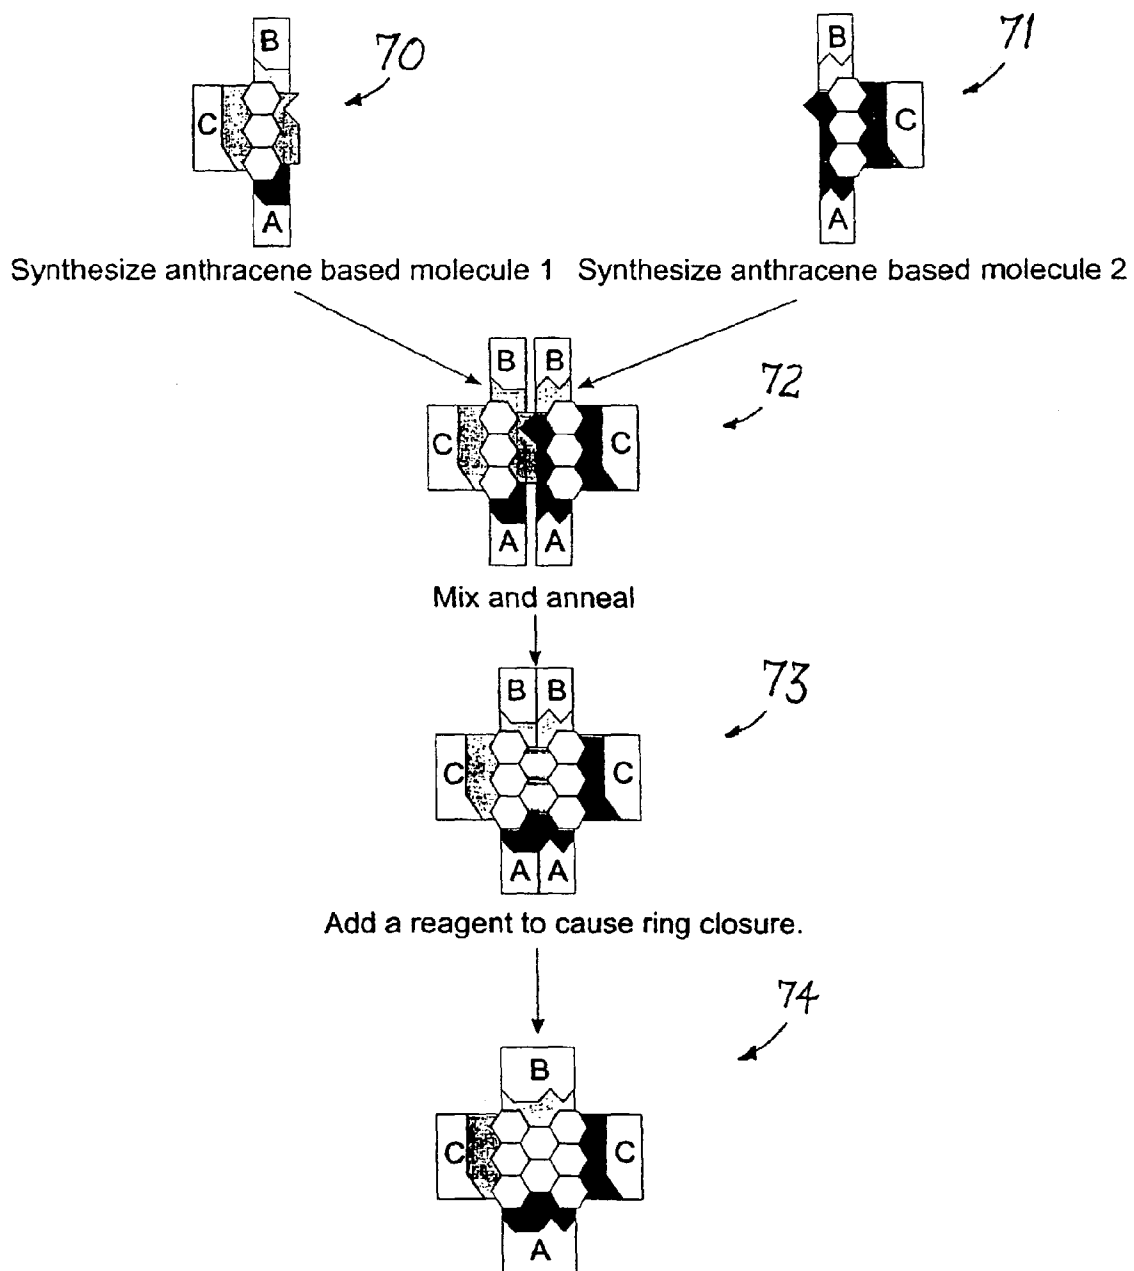 B
70
C
A
B
71
C
A
Synthesize anthracene based molecule 1
Synthesize anthracene based molecule 2
B B
72
C C
A A
Mix and anneal
B B
73
C C
A A
Add a reagent to cause ring closure.
74
B
C C
A